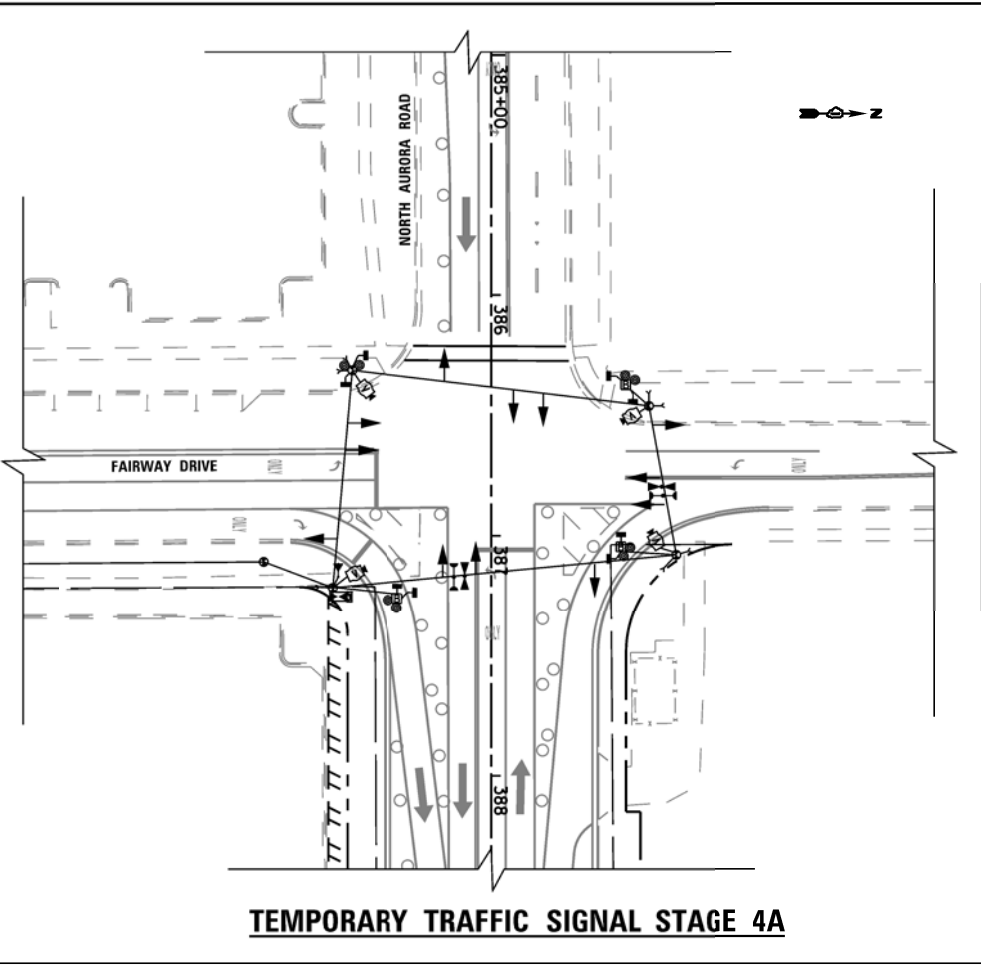 385+00
NORTH AURORA ROAD
N
386
FAIRWAY DRIVE
ONLY
ONLY
ONLY
387
ONLY
388
TEMPORARY TRAFFIC SIGNAL STAGE 4A